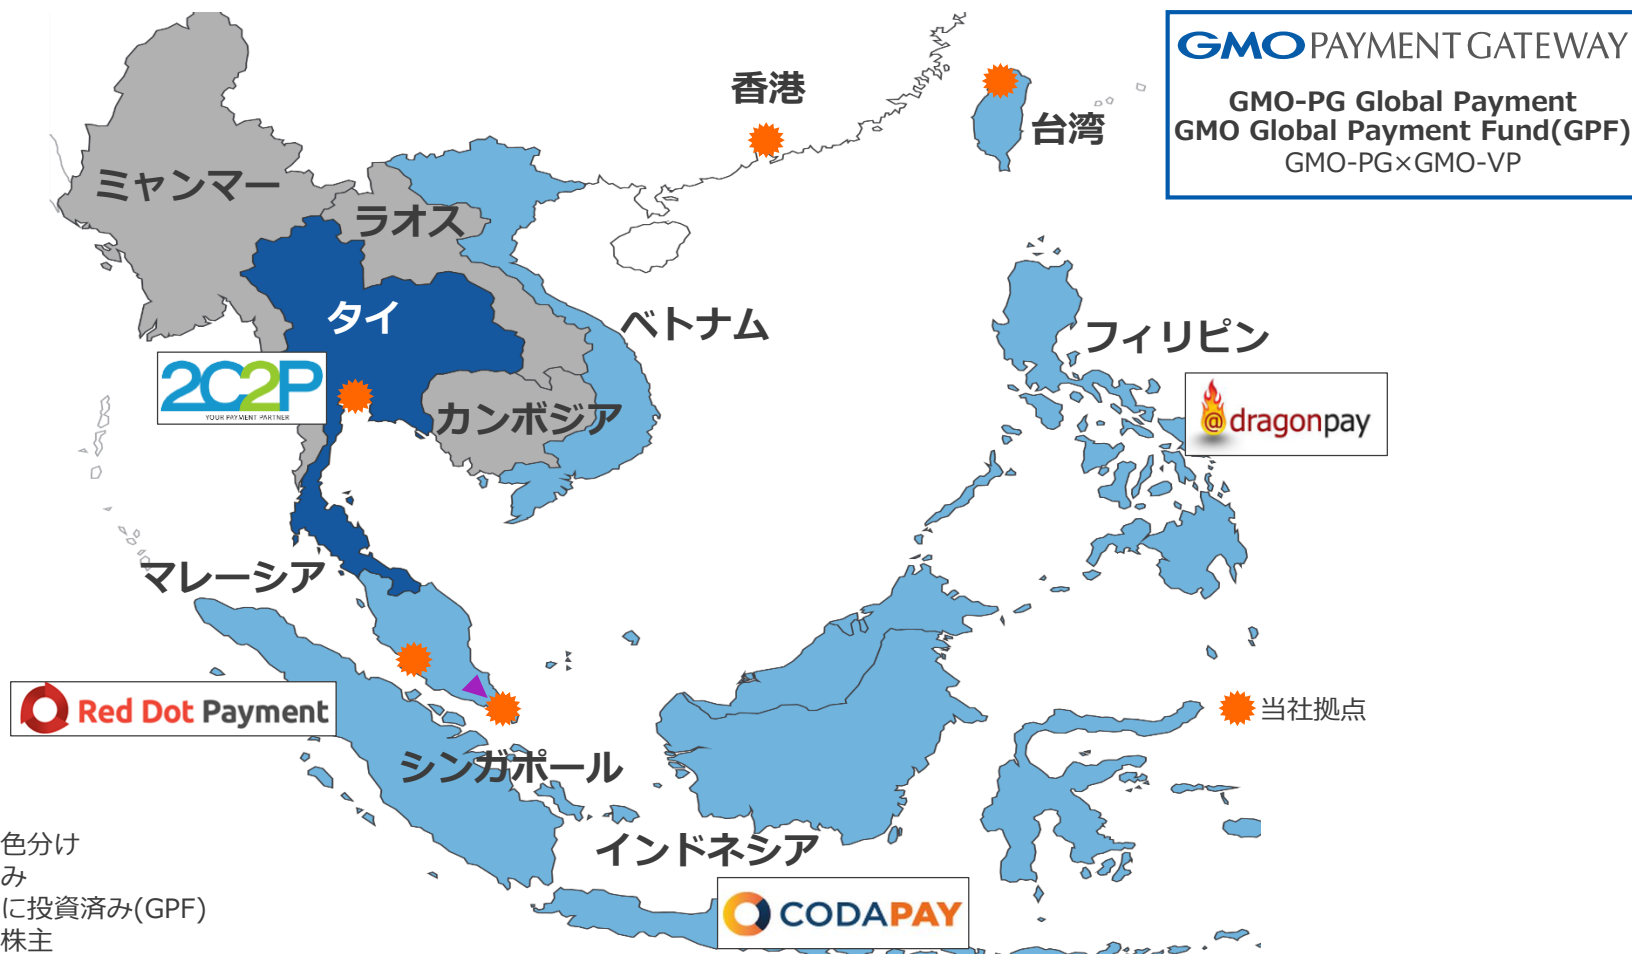 GMO PAYMENT GATEWAY
GMO-PG Global Payment
GMO Global Payment Fund(GPF)
GMO-PG×GMO-VP
香港
台湾
ミャンマー
ラオス
タイ
ベトナム
フィリピン
2C2P
YOUR PAYMENT PARTNER
カンボジア
@dragonpay
マレーシア
Red Dot Payment
当社拠点
シンガポール
インドネシア
CODAPAY
色分け
み
に投資済み(GPF)
株主